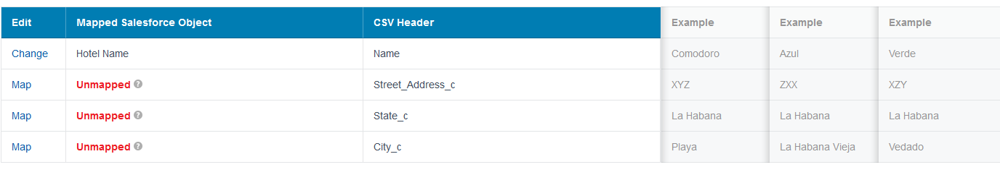 Edit Mapped Salesforce Object CSV Header Example Example Example
Change Hotel Name Name Comodoro Azul Verde
Map Unmapped ? Street_Address_c XYZ ZXX XZY
Map Unmapped ? State_c La Habana La Habana La Habana
Map Unmapped ? City_c Playa La Habana Vieja Vedado